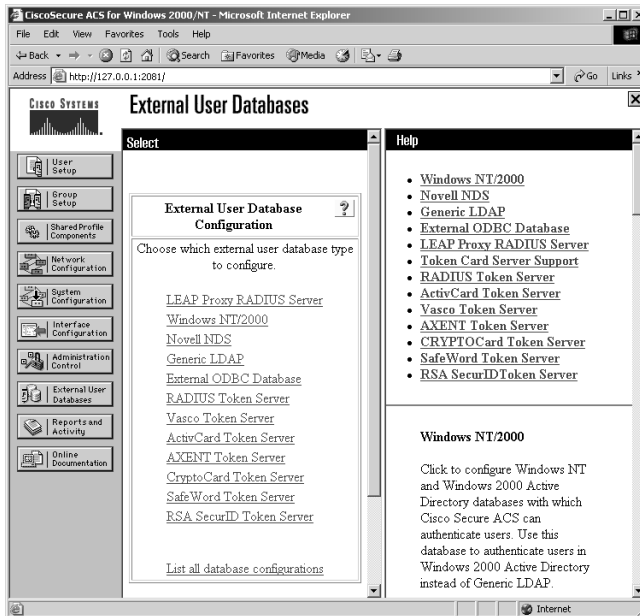 CiscoSecure ACS for Windows 2000/NT - Microsoft Internet Explorer
File Edit View Favorites Tools Help
Back Search Favorites Media
Address http://127.0.0.1:2081/ Go Links
CISCO SYSTEMS
External User Databases
User Setup
Group Setup
Shared Profile Components
Network Configuration
System Configuration
Interface Configuration
Administration Control
External User Databases
Reports and Activity
Online Documentation
Select
External User Database
Configuration
?
Choose which external user database type
to configure.
LEAP Proxy RADIUS Server
Windows NT/2000
Novell NDS
Generic LDAP
External ODBC Database
RADIUS Token Server
Vasco Token Server
ActivCard Token Server
AXENT Token Server
CryptoCard Token Server
SafeWord Token Server
RSA SecurID Token Server
List all database configurations
Help
Windows NT/2000
Novell NDS
Generic LDAP
External ODBC Database
LEAP Proxy RADIUS Server
Token Card Server Support
RADIUS Token Server
ActivCard Token Server
Vasco Token Server
AXENT Token Server
CRYPTOCard Token Server
SafeWord Token Server
RSA SecurIDToken Server
Windows NT/2000
Click to configure Windows NT
and Windows 2000 Active
Directory databases with which
Cisco Secure ACS can
authenticate users. Use this
database to authenticate users in
Windows 2000 Active Directory
instead of Generic LDAP.
Internet